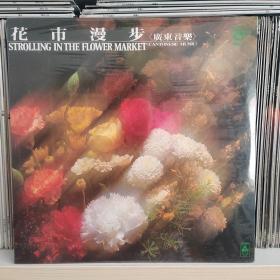 花市漫步〈廣東音樂〉
STROLLING IN THE FLOWER MARKET (CANTONESE MUSIC)